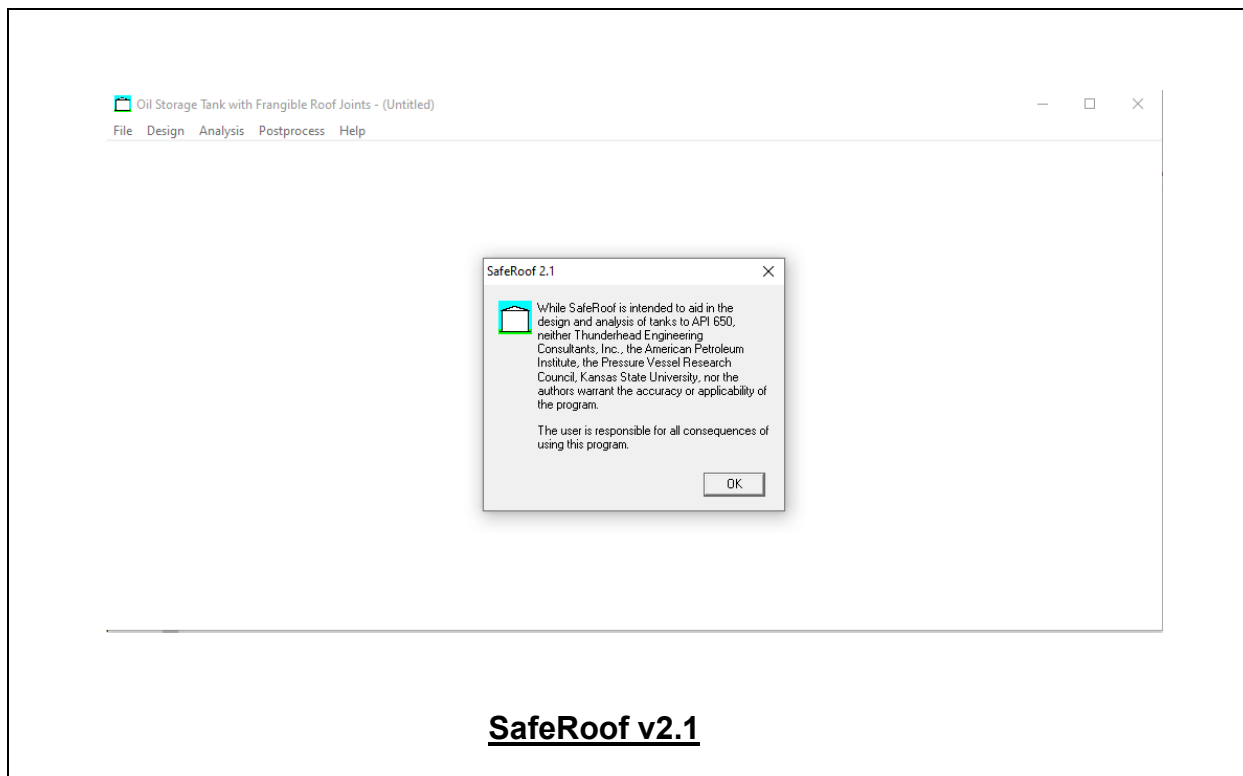 Oil Storage Tank with Frangible Roof Joints - (Untitled)
File Design Analysis Postprocess Help
SafeRoof 2.1
While SafeRoof is intended to aid in the
design and analysis of tanks to API 650,
neither Thunderhead Engineering
Consultants, Inc., the American Petroleum
Institute, the Pressure Vessel Research
Council, Kansas State University, nor the
authors warrant the accuracy or applicability of
the program.
The user is responsible for all consequences of
using this program.
OK
SafeRoof v2.1